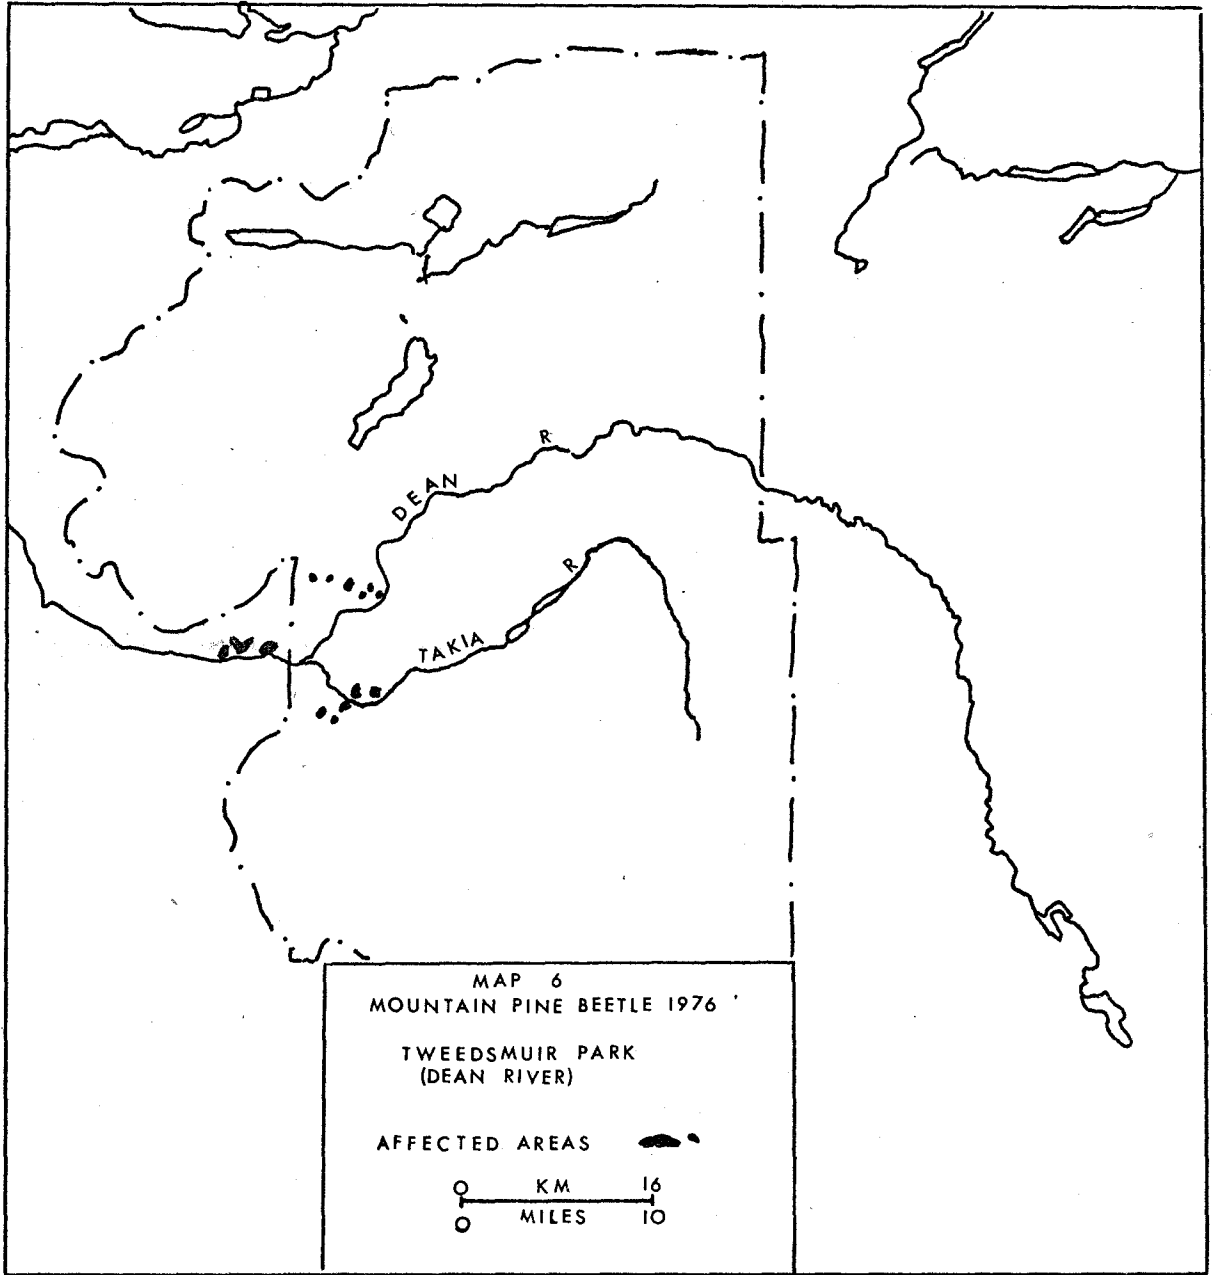 DEAN R
TAKIA R
MAP 6
MOUNTAIN PINE BEETLE 1976
TWEEDSMUIR PARK
(DEAN RIVER)
AFFECTED AREAS
0 KM 16
0 MILES 10